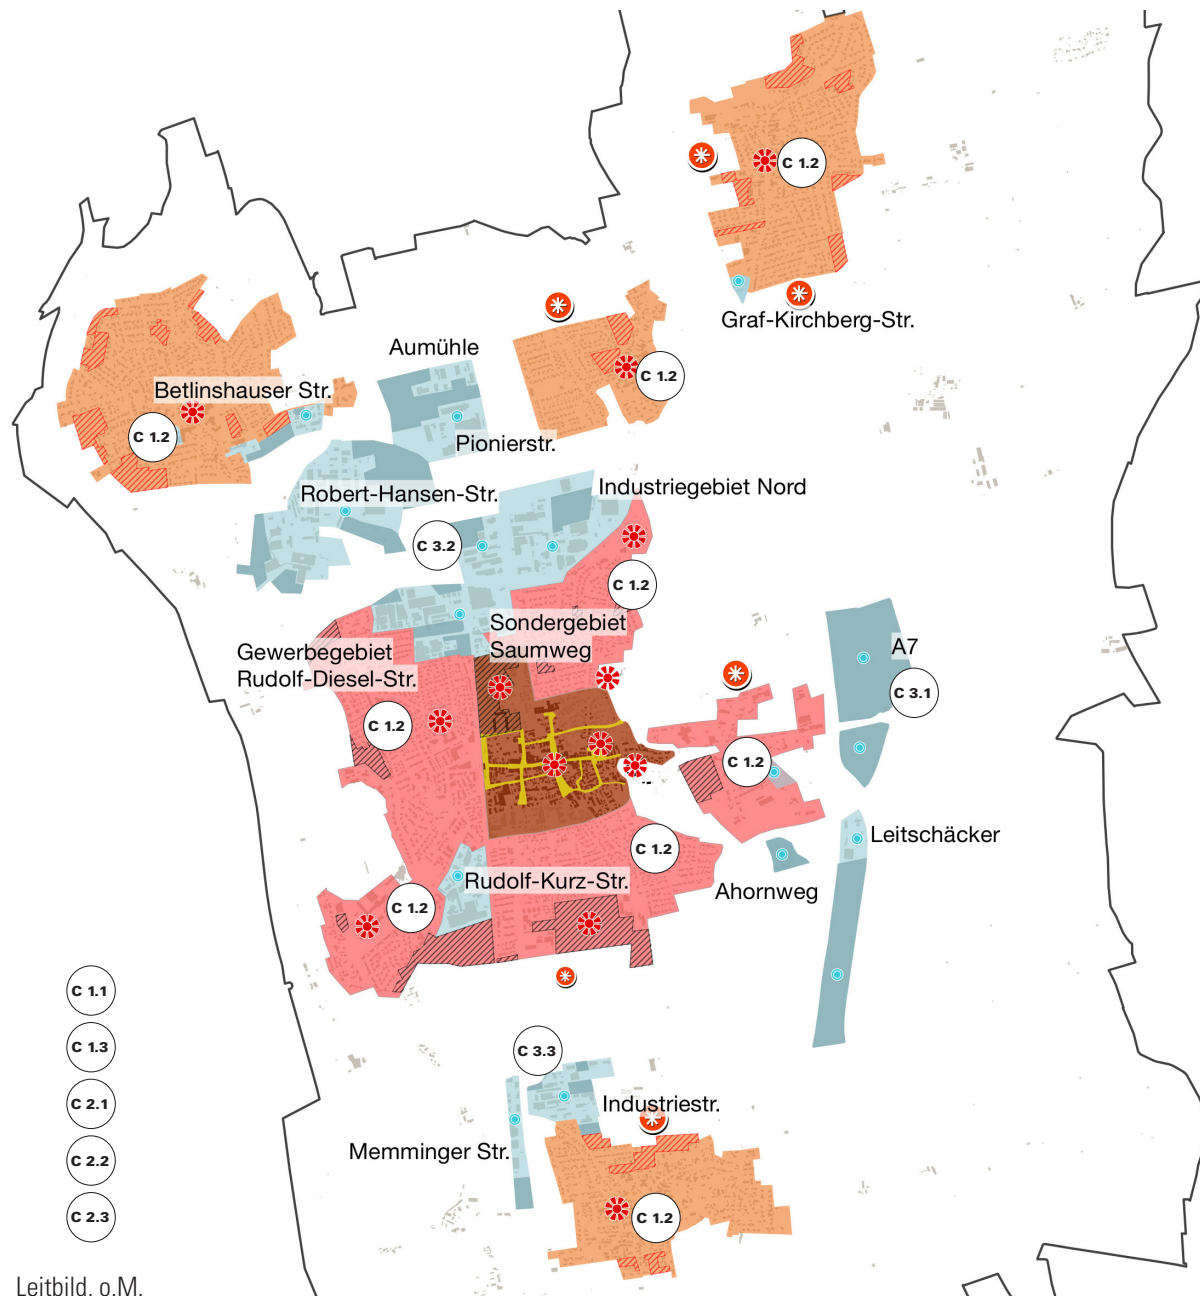 C 1.2
Graf-Kirchberg-Str.
Aumühle
C 1.2
Betlinshauser Str.
C 1.2
Pionierstr.
Robert-Hansen-Str.
Industriegebiet Nord
C 3.2
C 1.2
Sondergebiet
Saumweg
Gewerbegebiet
Rudolf-Diesel-Str.
A7
C 3.1
C 1.2
C 1.2
Leitschäcker
C 1.2
Rudolf-Kurz-Str.
Ahornweg
C 1.2
C 1.1
C 1.3
C 3.3
C 2.1
Industriestr.
Memminger Str.
C 2.2
C 2.3
C 1.2
Leitbild, o.M.